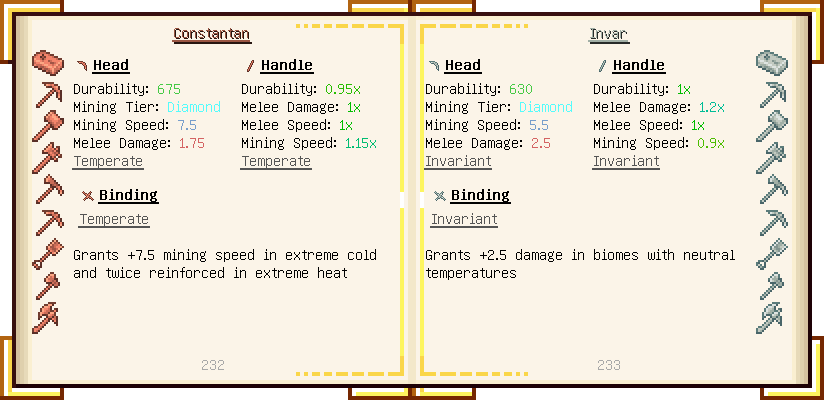 Constantan
Head
Durability: 675
Mining Tier: Diamond
Mining Speed: 7.5
Melee Damage: 1.75
Temperate
Handle
Durability: 0.95x
Melee Damage: 1x
Melee Speed: 1x
Mining Speed: 1.15x
Temperate
Binding
Temperate
Grants +7.5 mining speed in extreme cold
and twice reinforced in extreme heat
232
Invar
Head
Durability: 630
Mining Tier: Diamond
Mining Speed: 5.5
Melee Damage: 2.5
Invariant
Handle
Durability: 1x
Melee Damage: 1.2x
Melee Speed: 1x
Mining Speed: 0.9x
Invariant
Binding
Invariant
Grants +2.5 damage in biomes with neutral
temperatures
233